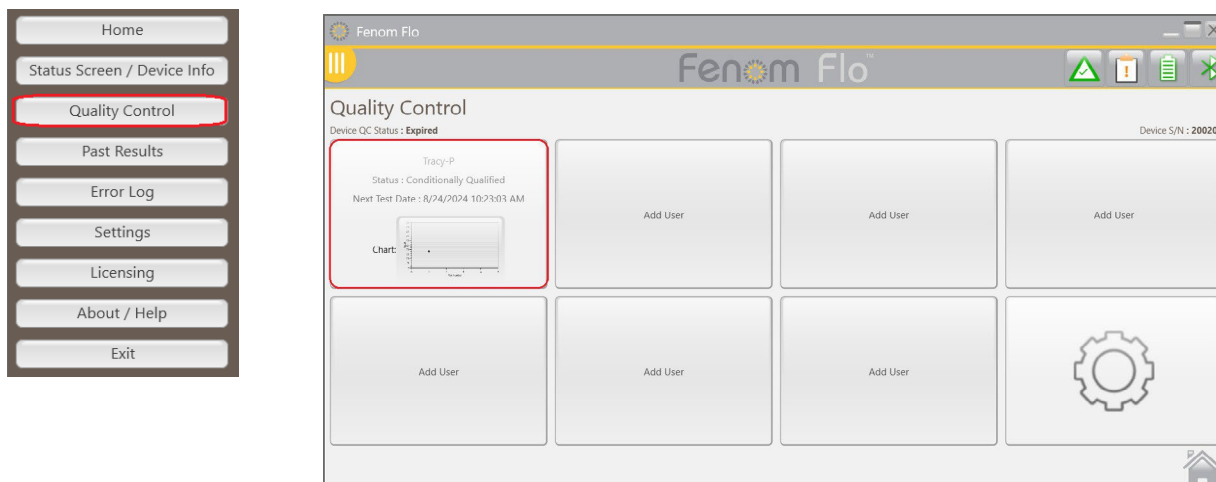 Home
Status Screen / Device Info
Quality Control
Past Results
Error Log
Settings
Licensing
About / Help
Exit
Fenom Flo
Fenom Flo™
Quality Control
Device QC Status : Expired
Device S/N : 20020
Tracy-P
Status : Conditionally Qualified
Next Test Date : 8/24/2024 10:23:03 AM
Chart:
Add User
Add User
Add User
Add User
Add User
Add User